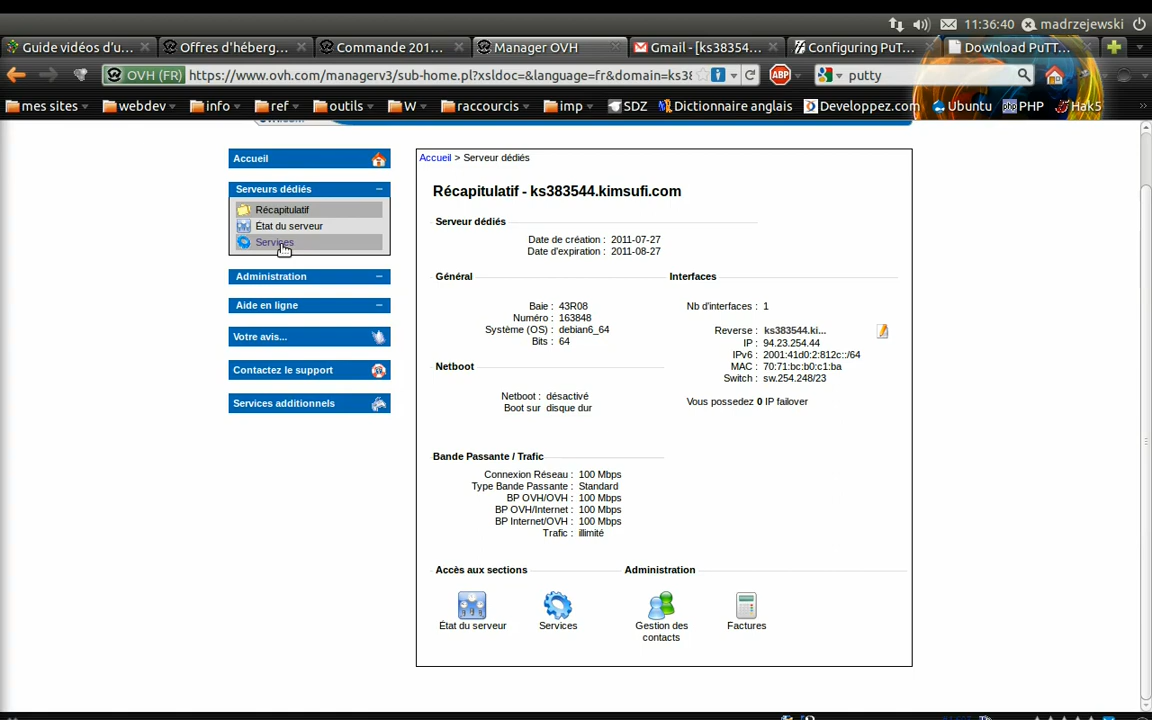 11:36:40 madrzejewski
Guide vidéos d'u... Offres d'héberg... Commande 201... Manager OVH Gmail - [ks3835... Configuring PuT... Download PuTT...
OVH (FR) https://www.ovh.com/managerv3/sub-home.pl?xsldoc=&language=fr&domain=ks38 ABP putty
mes sites webdev info ref outils W raccourcis imp SDZ Dictionnaire anglais Developpez.com Ubuntu PHP Hak5
Accueil
Serveurs dédiés
Récapitulatif
État du serveur
Services
Administration
Aide en ligne
Votre avis...
Contactez le support
Services additionnels
Accueil > Serveur dédiés
Récapitulatif - ks383544.kimsufi.com
Serveur dédiés
Date de création : 2011-07-27
Date d'expiration : 2011-08-27
Général
Baie : 43R08
Numéro : 163848
Système (OS) : debian6_64
Bits : 64
Interfaces
Nb d'interfaces : 1
Reverse : ks383544.ki...
IP : 94.23.254.44
IPv6 : 2001:41d0:2:812c::/64
MAC : 70:71:bc:b0:c1:ba
Switch : sw.254.248/23
Vous possedez 0 IP failover
Netboot
Netboot : désactivé
Boot sur disque dur
Bande Passante / Trafic
Connexion Réseau : 100 Mbps
Type Bande Passante : Standard
BP OVH/OVH : 100 Mbps
BP OVH/Internet : 100 Mbps
BP Internet/OVH : 100 Mbps
Trafic : illimité
Accès aux sections
État du serveur
Services
Administration
Gestion des
contacts
Factures